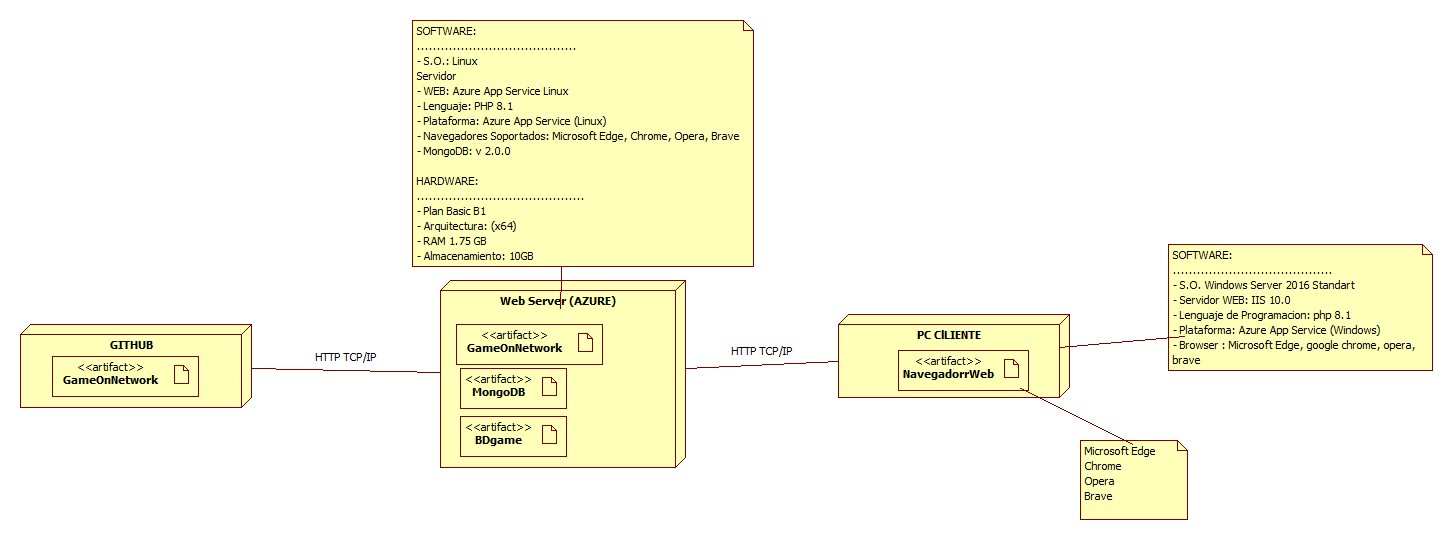 SOFTWARE:
........................................
- S.O.: Linux
Servidor
- WEB: Azure App Service Linux
- Lenguaje: PHP 8.1
- Plataforma: Azure App Service (Linux)
- Navegadores Soportados: Microsoft Edge, Chrome, Opera, Brave
- MongoDB: v 2.0.0
HARDWARE:
..........................................
- Plan Basic B1
- Arquitectura: (x64)
- RAM 1.75 GB
- Almacenamiento: 10GB
GITHUB
<<artifact>>
GameOnNetwork
HTTP TCP/IP
Web Server (AZURE)
<<artifact>>
GameOnNetwork
<<artifact>>
MongoDB
<<artifact>>
BDgame
HTTP TCP/IP
PC ClLIENTE
<<artifact>>
NavegadorrWeb
SOFTWARE:
........................................
- S.O. Windows Server 2016 Standart
- Servidor WEB: IIS 10.0
- Lenguaje de Programacion: php 8.1
- Plataforma: Azure App Service (Windows)
- Browser : Microsoft Edge, google chrome, opera,
brave
Microsoft Edge
Chrome
Opera
Brave